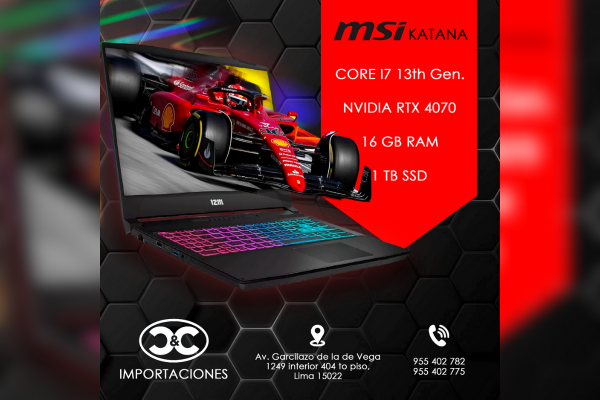 msi KATANA
CORE I7 13th Gen.
NVIDIA RTX 4070
16 GB RAM
1 TB SSD
C&C
IMPORTACIONES
Av. Garcilazo de la de Vega
1249 interior 404 to piso,
Lima 15022
955 402 782
955 402 775